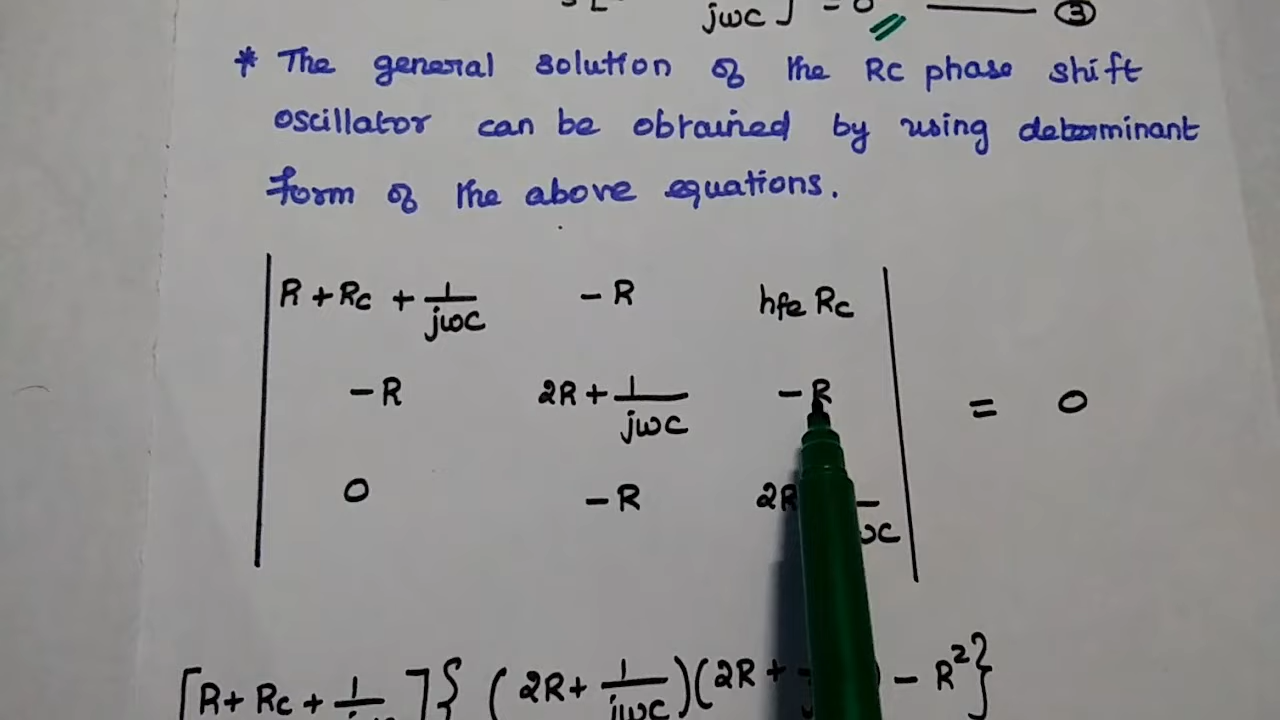 jωc ] = 0 ③
* The general solution of the RC phase shift
oscillator can be obtained by using determinant
form of the above equations.
R + Rc + 1/jωc - R hfe Rc
- R 2R + 1/jωc - R = 0
0 - R 2R ωc
[R + Rc + 1/ ]{ (2R + 1/jωc)(2R + ) - R²}